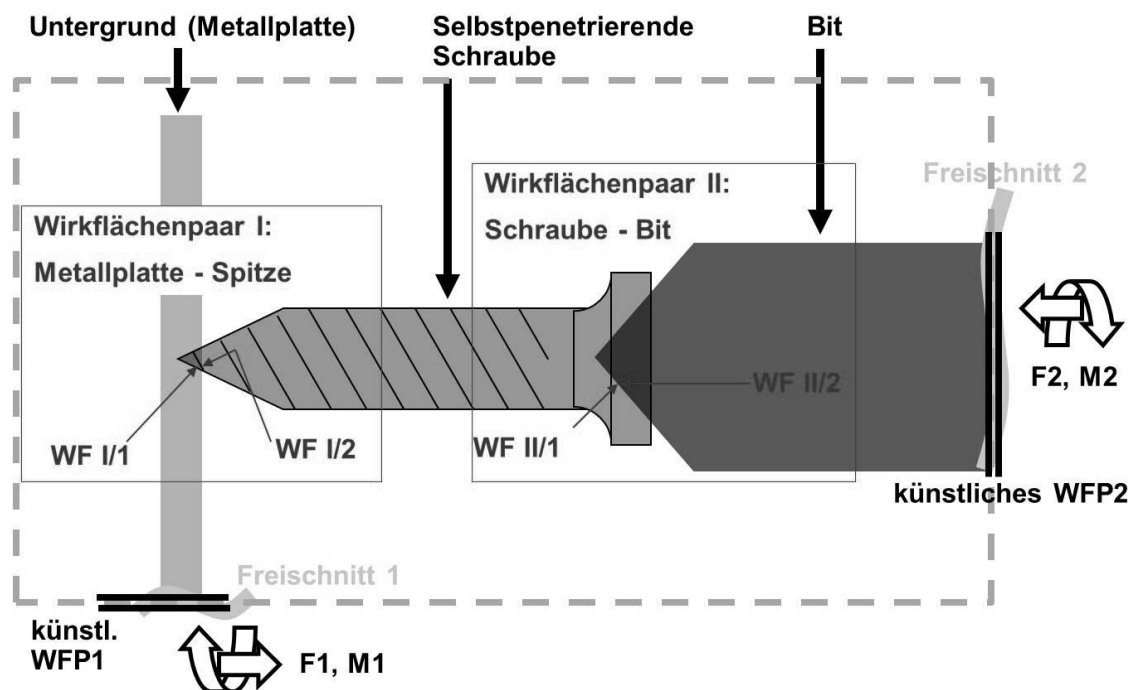 Untergrund (Metallplatte)
Selbstpenetrierende
Schraube
Bit
Freischnitt 2
Wirkflächenpaar II:
Schraube - Bit
Wirkflächenpaar I:
Metallplatte - Spitze
F2, M2
WF II/2
WF I/1
WF I/2
WF II/1
künstliches WFP2
Freischnitt 1
künstl.
WFP1
F1, M1